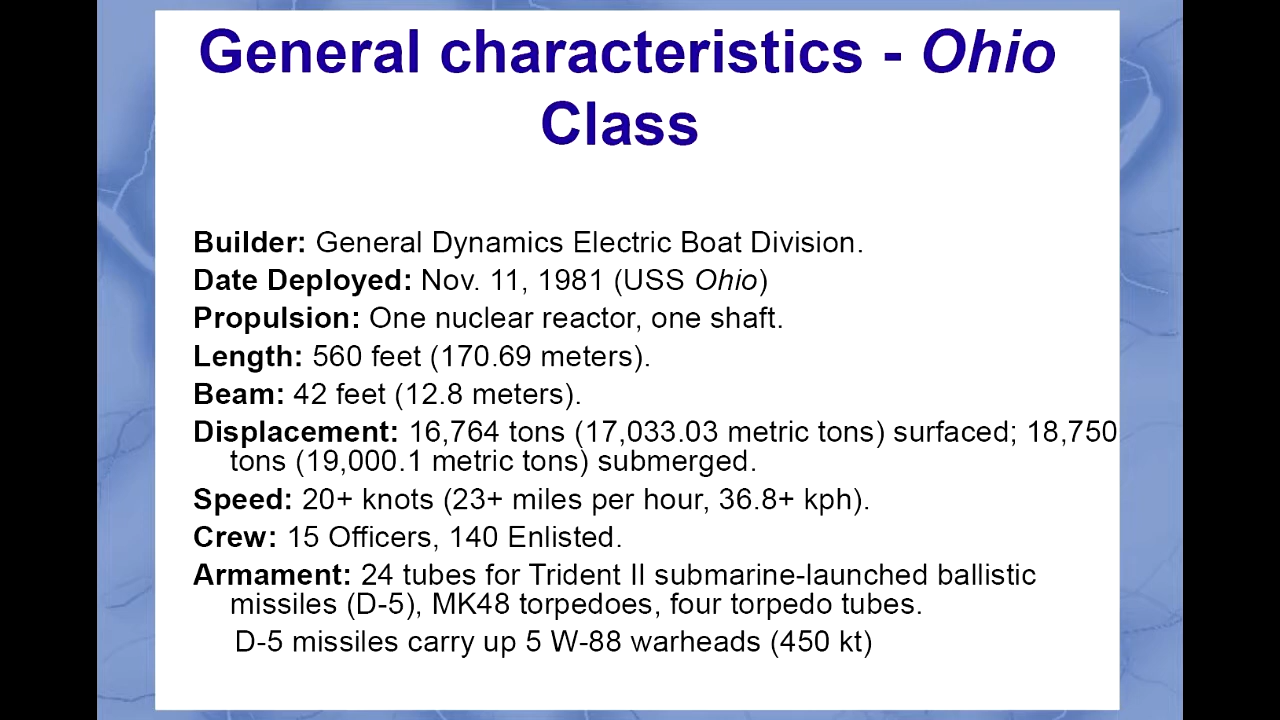 General characteristics - Ohio
Class
Builder: General Dynamics Electric Boat Division.
Date Deployed: Nov. 11, 1981 (USS Ohio)
Propulsion: One nuclear reactor, one shaft.
Length: 560 feet (170.69 meters).
Beam: 42 feet (12.8 meters).
Displacement: 16,764 tons (17,033.03 metric tons) surfaced; 18,750
tons (19,000.1 metric tons) submerged.
Speed: 20+ knots (23+ miles per hour, 36.8+ kph).
Crew: 15 Officers, 140 Enlisted.
Armament: 24 tubes for Trident II submarine-launched ballistic
missiles (D-5), MK48 torpedoes, four torpedo tubes.
D-5 missiles carry up 5 W-88 warheads (450 kt)